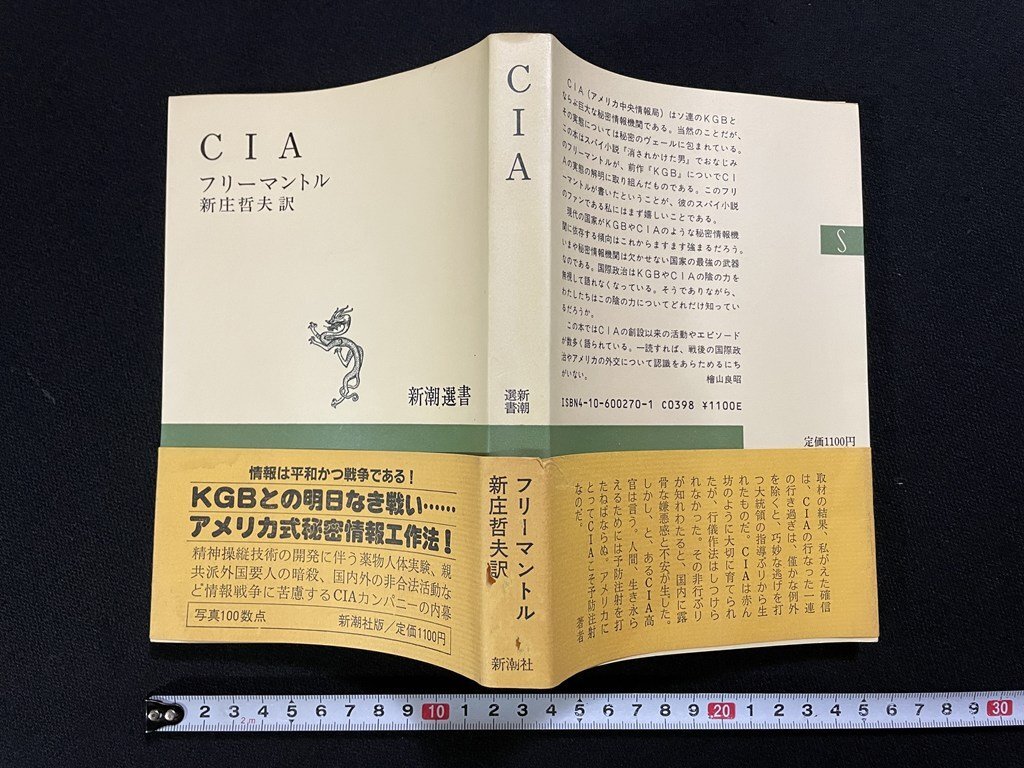 CIA
フリーマントル
新庄哲夫訳
新潮選書
情報は平和かつ戦争である！
KGBとの明日なき戦い……
アメリカ式秘密情報工作法！
精神操縦技術の開発に伴う薬物人体実験、親
共派外国要人の暗殺、国内外の非合法活動な
ど情報戦争に苦慮するCIAカンパニーの内幕
写真100数点
新潮社版／定価1100円
CIA
新潮
選書
フリーマントル
新庄哲夫訳
新潮社
CIA（アメリカ中央情報局）はソ連のKGBと
ならぶ巨大な秘密情報機関である。当然のことだが、
その実態については秘密のヴェールに包まれている。
この本はスパイ小説『消されかけた男』でおなじみ
のフリーマントルが、前作『KGB』についでCI
Aの実態の解明に取り組んだものである。このフリ
ーマントルが書いたということが、彼のスパイ小説
のファンである私にはまず嬉しいことである。
現代の国家がKGBやCIAのような秘密情報機
関に依存する傾向はこれからますます強まるだろう。
いまや秘密情報機関は欠かせない国家の最強の武器
なのである。国際政治はKGBやCIAの陰の力を
無視して語れなくなっている。そうでありながら、
わたしたちはこの陰の力についてどれだけ知ってい
るだろうか。
この本ではCIAの創設以来の活動やエピソード
が数多く語られている。一読すれば、戦後の国際政
治やアメリカの外交について認識をあらためるにち
がいない。
檜山良昭
ISBN4-10-600270-1 C0398 ¥1100E
S
定価1100円
取材の結果、私がえた確信
は、CIAの行なった一連
の行き過ぎは、僅かな例外
を除くと、巧妙な逃げを打
つ大統領の指導ぶりから生
れたものだ。CIAは赤ん
坊のように大切に育てられ
たが、行儀作法はしつけら
れなかった。その非行ぶり
が知れわたると、国内に露
骨な嫌悪感と不安が生じた。
しかし、と、あるCIA高
官は言う。人間、生き永ら
えるためには予防注射を打
たねばならぬ。アメリカに
とってCIAこそ予防注射
なのだ。
著者
2 3 4 5 6 7 8 9 10 1 2 3 4 5 6 7 8 9 20 1 2 3 4 5 6 7 8 9 30
2m